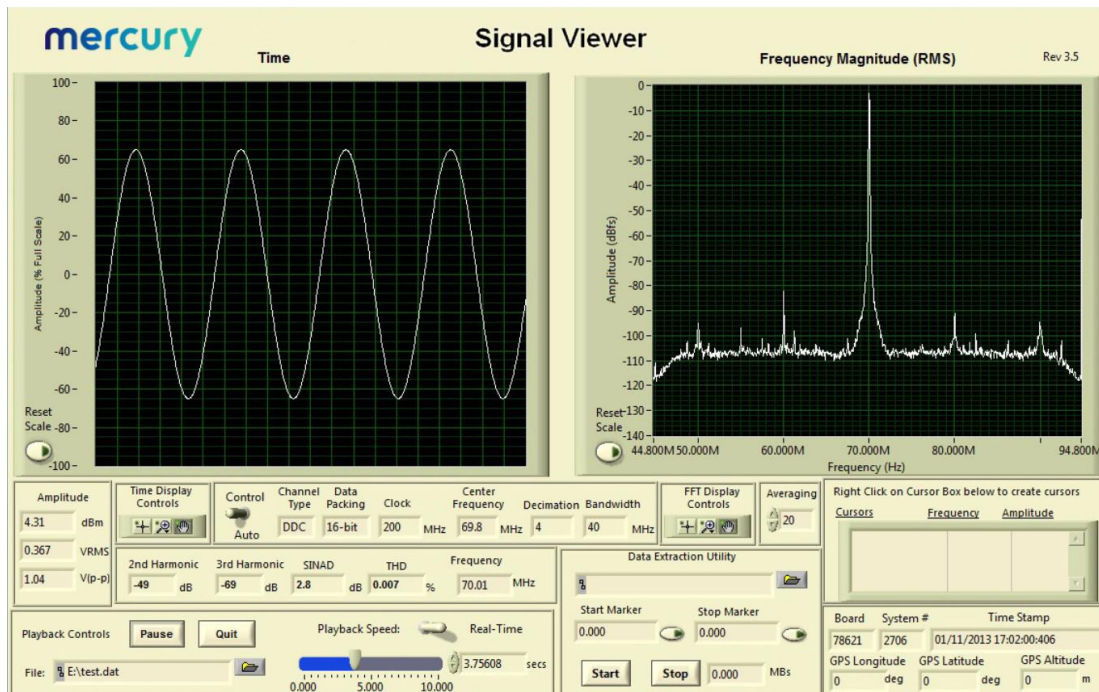 mercury
Signal Viewer
Time
Frequency Magnitude (RMS)
Rev 3.5
100
80
60
40
20
0
-20
-40
-60
-80
-100
Amplitude (% Full Scale)
Reset
Scale
0
-10
-20
-30
-40
-50
-60
-70
-80
-90
-100
-110
-120
-130
-140
Amplitude (dBfs)
Reset
Scale
44.800M 50.000M 60.000M 70.000M 80.000M 94.800M
Frequency (Hz)
Amplitude
4.31 dBm
0.367 VRMS
1.04 V(p-p)
Time Display
Controls
Control
Auto
Channel
Type
DDC
Data
Packing
16-bit
Clock
200 MHz
Center
Frequency
69.8 MHz
Decimation
4
Bandwidth
40 MHz
FFT Display
Controls
Averaging
20
Right Click on Cursor Box below to create cursors
Cursors Frequency Amplitude
2nd Harmonic
-49 dB
3rd Harmonic
-69 dB
SINAD
2.8 dB
THD
0.007 %
Frequency
70.01 MHz
Data Extraction Utility
Start Marker
0.000
Stop Marker
0.000
Start
Stop
0.000 MBs
Playback Controls
Pause
Quit
Playback Speed:
Real-Time
File:
E:\test.dat
0.000 5.000 10.000
3.75608 secs
Board System # Time Stamp
78621 2706 01/11/2013 17:02:00:406
GPS Longitude GPS Latitude GPS Altitude
0 deg 0 deg 0 m